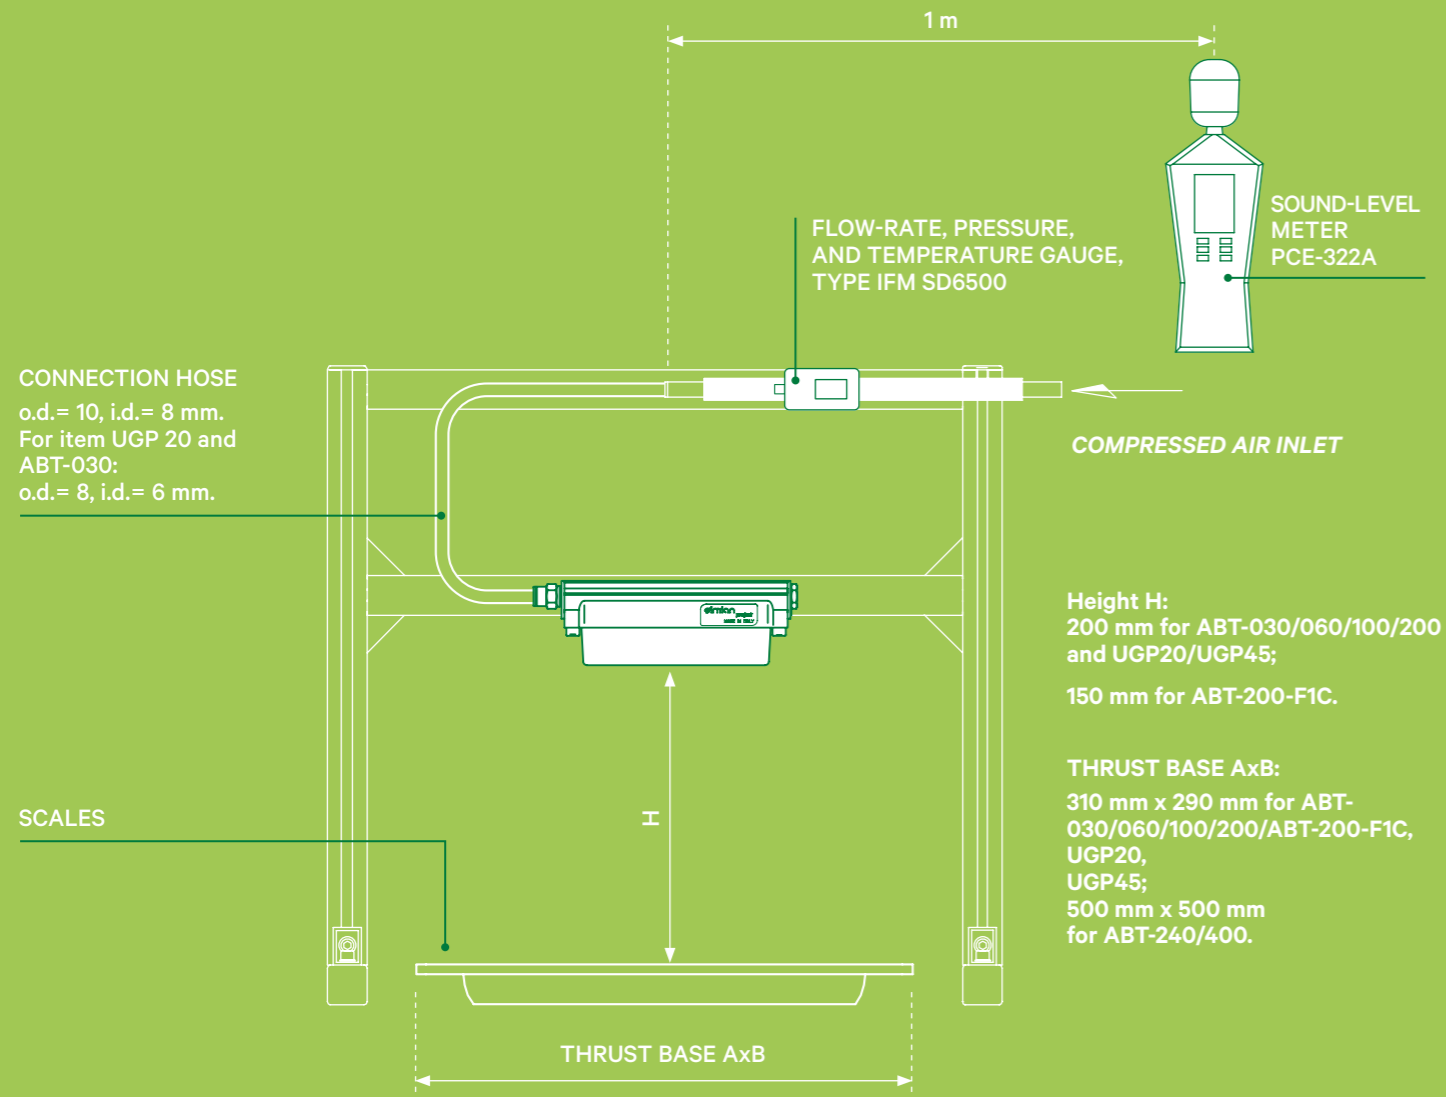 1 m
FLOW-RATE, PRESSURE,
AND TEMPERATURE GAUGE,
TYPE IFM SD6500
SOUND-LEVEL
METER
PCE-322A
CONNECTION HOSE
o.d.= 10, i.d.= 8 mm.
For item UGP 20 and
ABT-030:
o.d.= 8, i.d.= 6 mm.
COMPRESSED AIR INLET
project
MADE IN ITALY
Height H:
200 mm for ABT-030/060/100/200
and UGP20/UGP45;
150 mm for ABT-200-F1C.
THRUST BASE AxB:
310 mm x 290 mm for ABT-
030/060/100/200/ABT-200-F1C,
UGP20,
UGP45;
500 mm x 500 mm
for ABT-240/400.
H
SCALES
THRUST BASE AxB